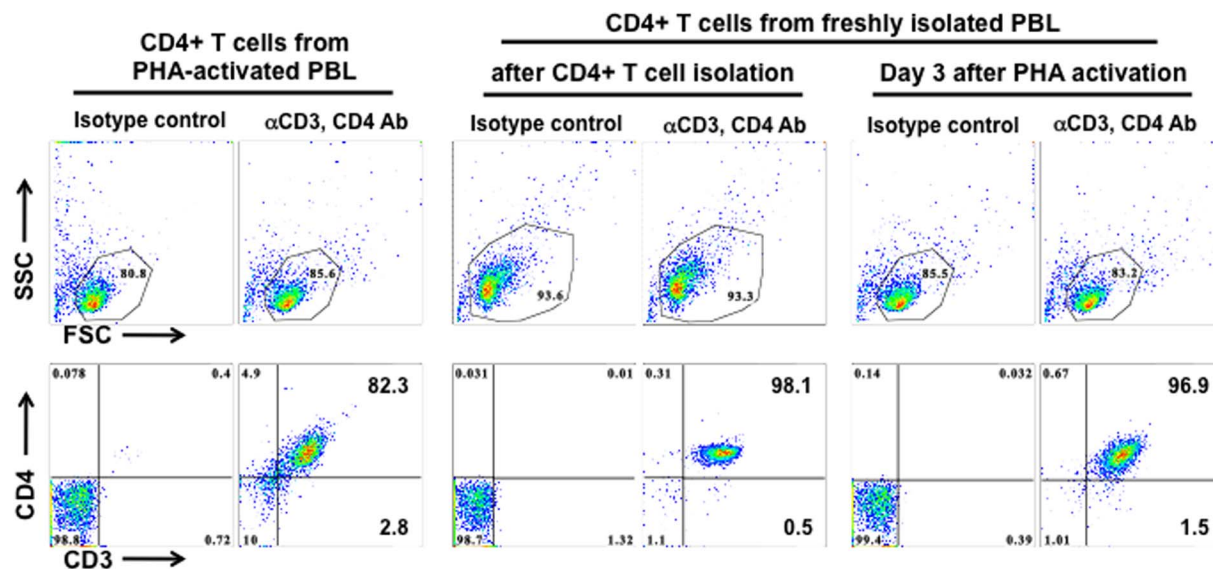 CD4+ T cells from freshly isolated PBL
CD4+ T cells from
PHA-activated PBL
after CD4+ T cell isolation
Day 3 after PHA activation
Isotype control
αCD3, CD4 Ab
Isotype control
αCD3, CD4 Ab
Isotype control
αCD3, CD4 Ab
SSC
80.8
85.6
93.6
93.3
85.5
83.2
FSC
0.078 0.4
4.9 82.3
0.031 0.01
0.31 98.1
0.14 0.032
0.67 96.9
CD4
98.8 0.72
10 2.8
98.7 1.32
1.1 0.5
99.4 0.39
1.01 1.5
CD3